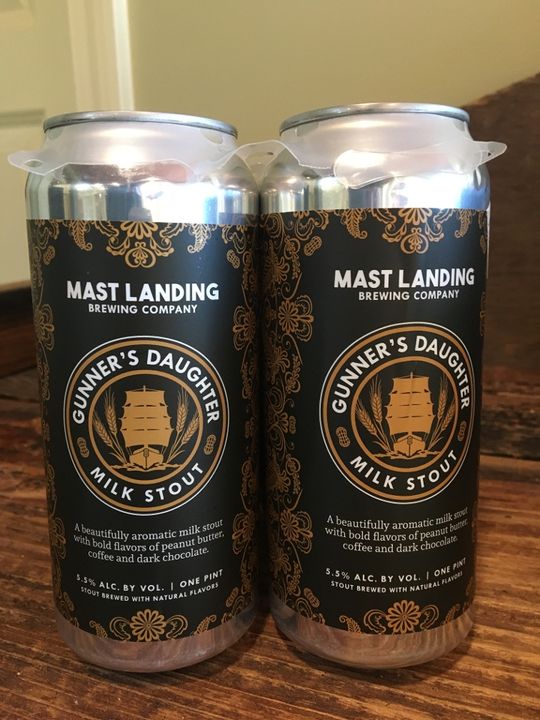 MAST LANDING
BREWING COMPANY
GUNNER'S DAUGHTER
MILK STOUT
A beautifully aromatic milk stout
with bold flavors of peanut butter,
coffee and dark chocolate.
5.5% ALC. BY VOL. | ONE PINT
STOUT BREWED WITH NATURAL FLAVORS
MAST LANDING
BREWING COMPANY
GUNNER'S DAUGHTER
MILK STOUT
A beautifully aromatic milk stout
with bold flavors of peanut butter,
coffee and dark chocolate.
5.5% ALC. BY VOL. | ONE PINT
STOUT BREWED WITH NATURAL FLAVORS